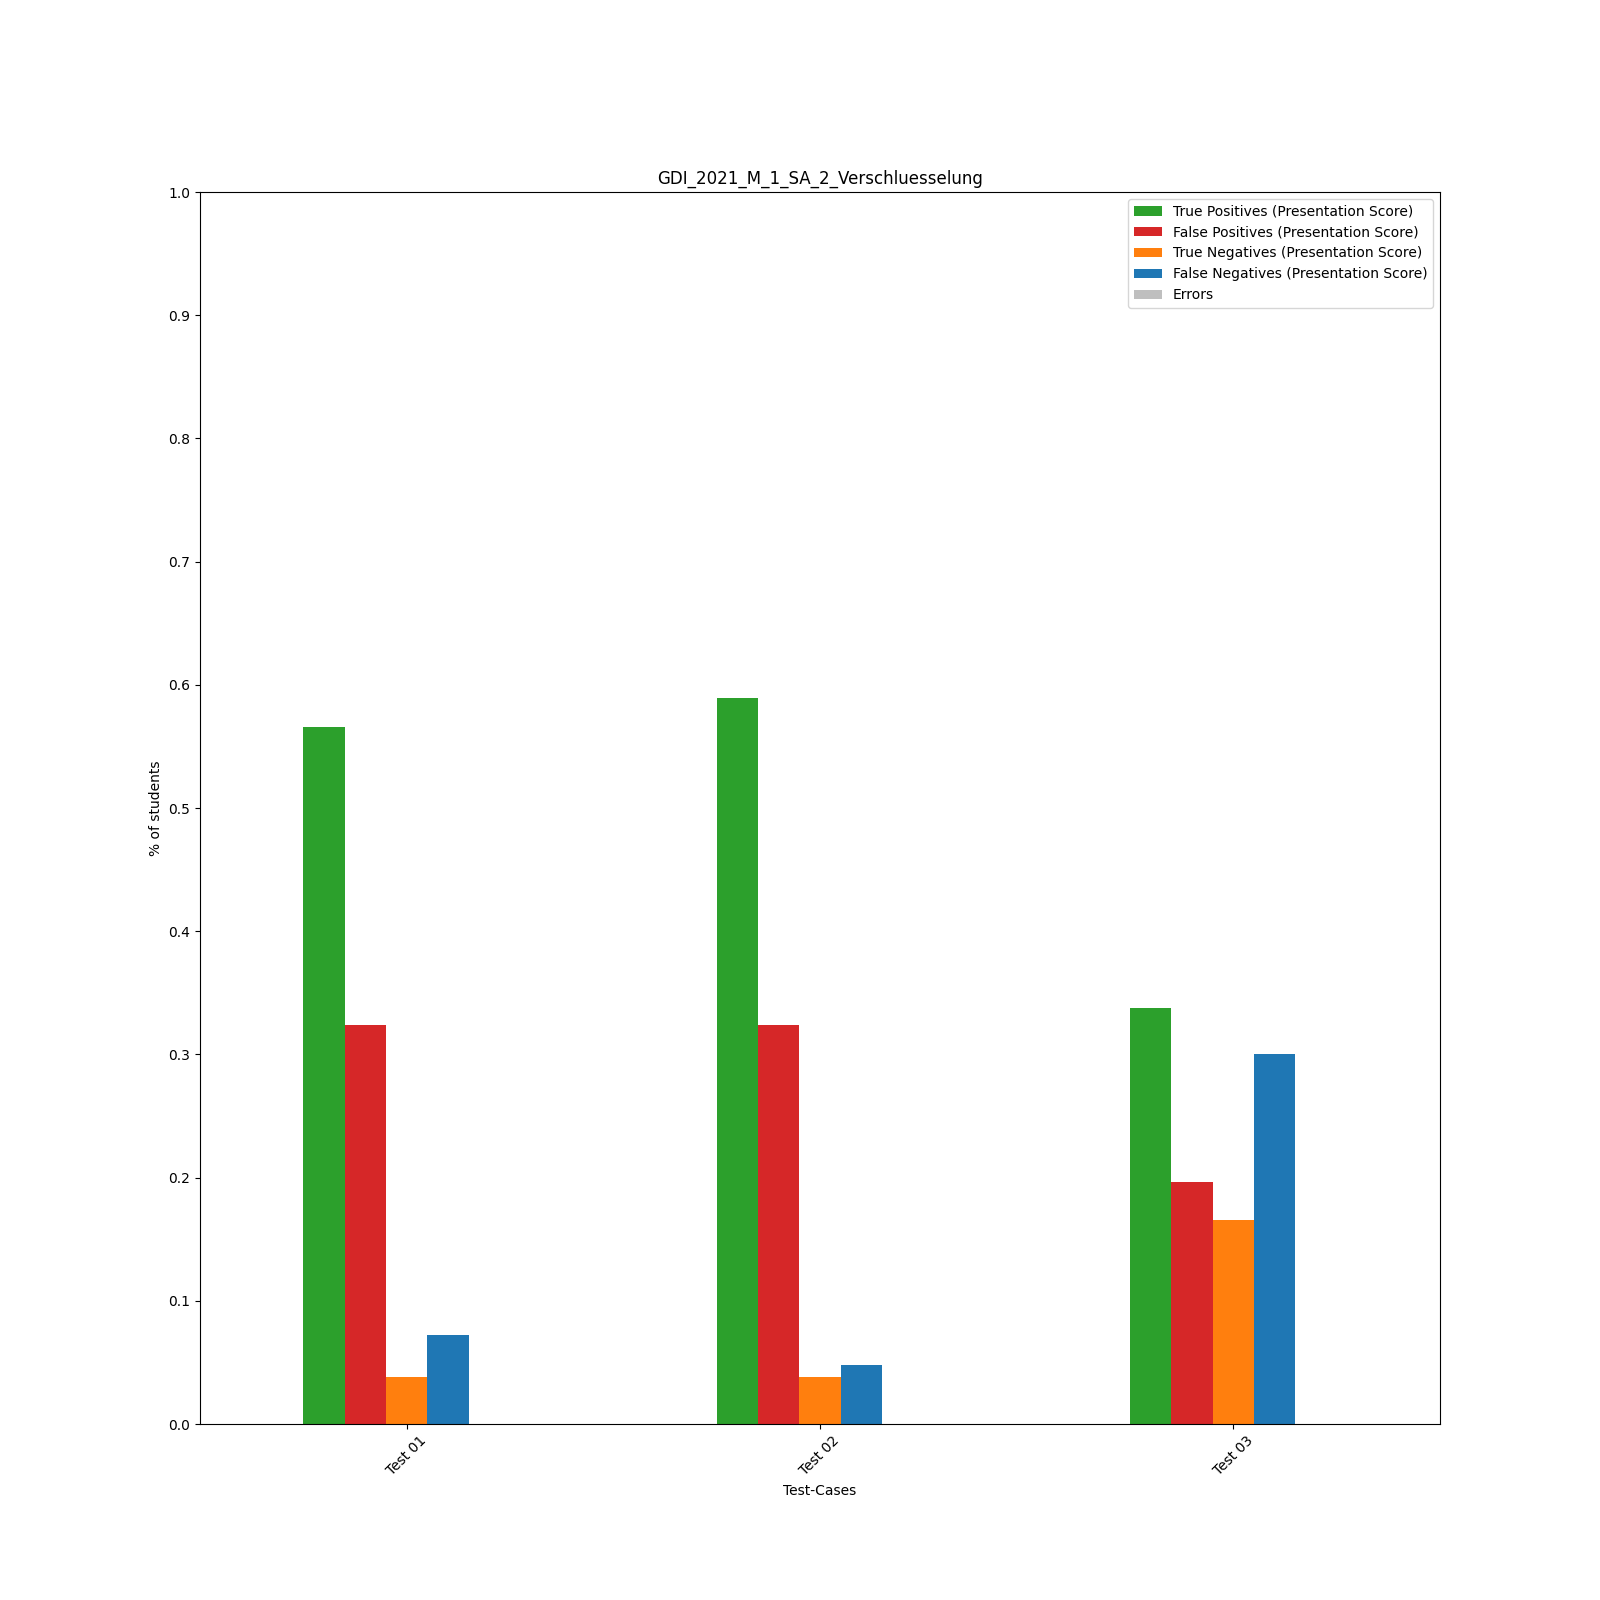 GDI_2021_M_1_SA_2_Verschluesselung
True Positives (Presentation Score)
False Positives (Presentation Score)
True Negatives (Presentation Score)
False Negatives (Presentation Score)
Errors
1.0
0.9
0.8
0.7
0.6
0.5
0.4
0.3
0.2
0.1
0.0
% of students
Test 01
Test 02
Test 03
Test-Cases